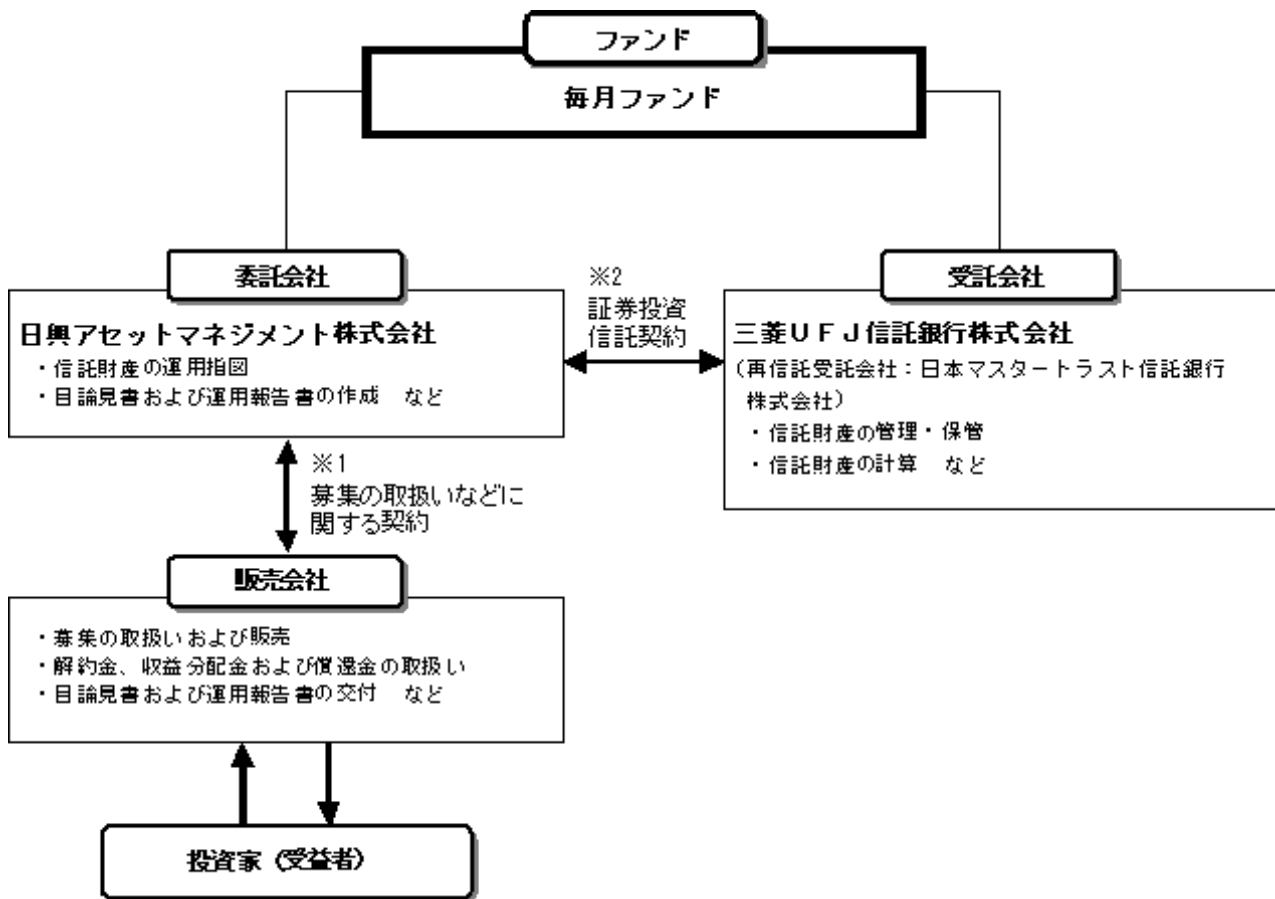 ファンド
毎月ファンド
委託会社
日興アセットマネジメント株式会社
・信託財産の運用指図
・目論見書および運用報告書の作成　など
※2
証券投資
信託契約
受託会社
三菱UFJ信託銀行株式会社
(再信託受託会社：日本マスタートラスト信託銀行
株式会社)
・信託財産の管理・保管
・信託財産の計算　など
※1
募集の取扱いなどに
関する契約
販売会社
・募集の取扱いおよび販売
・解約金、収益分配金および償還金の取扱い
・目論見書および運用報告書の交付　など
投資家 (受益者)